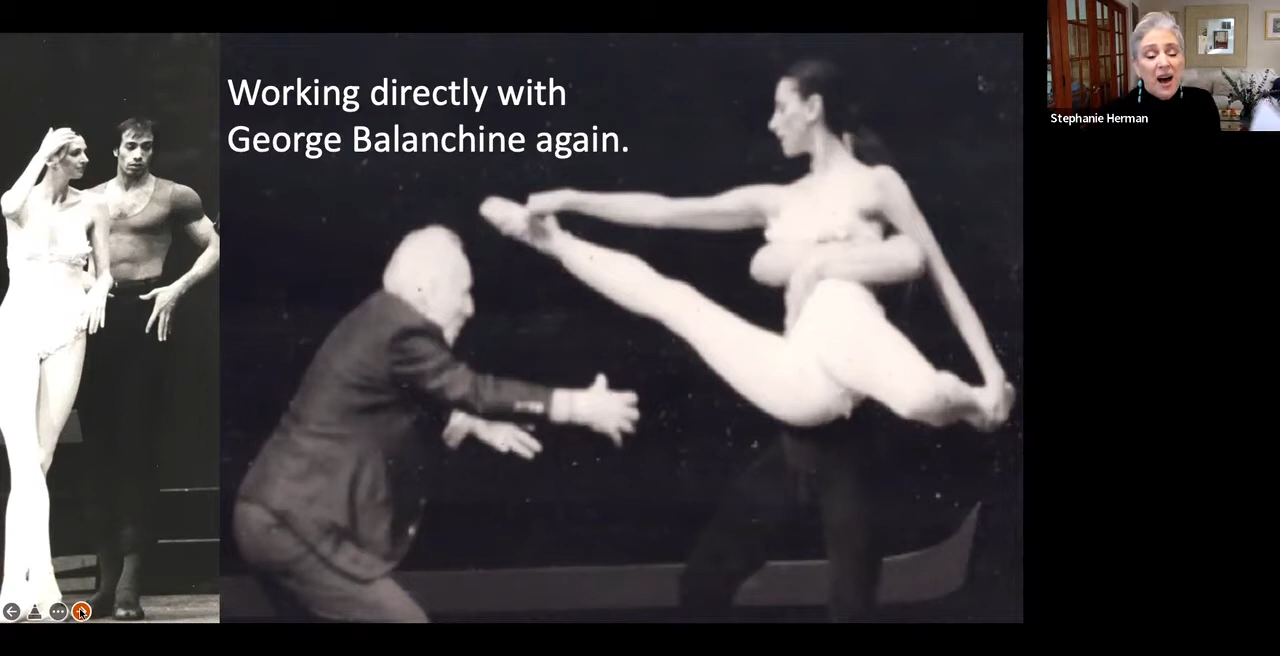 Working directly with
George Balanchine again.
Stephanie Herman